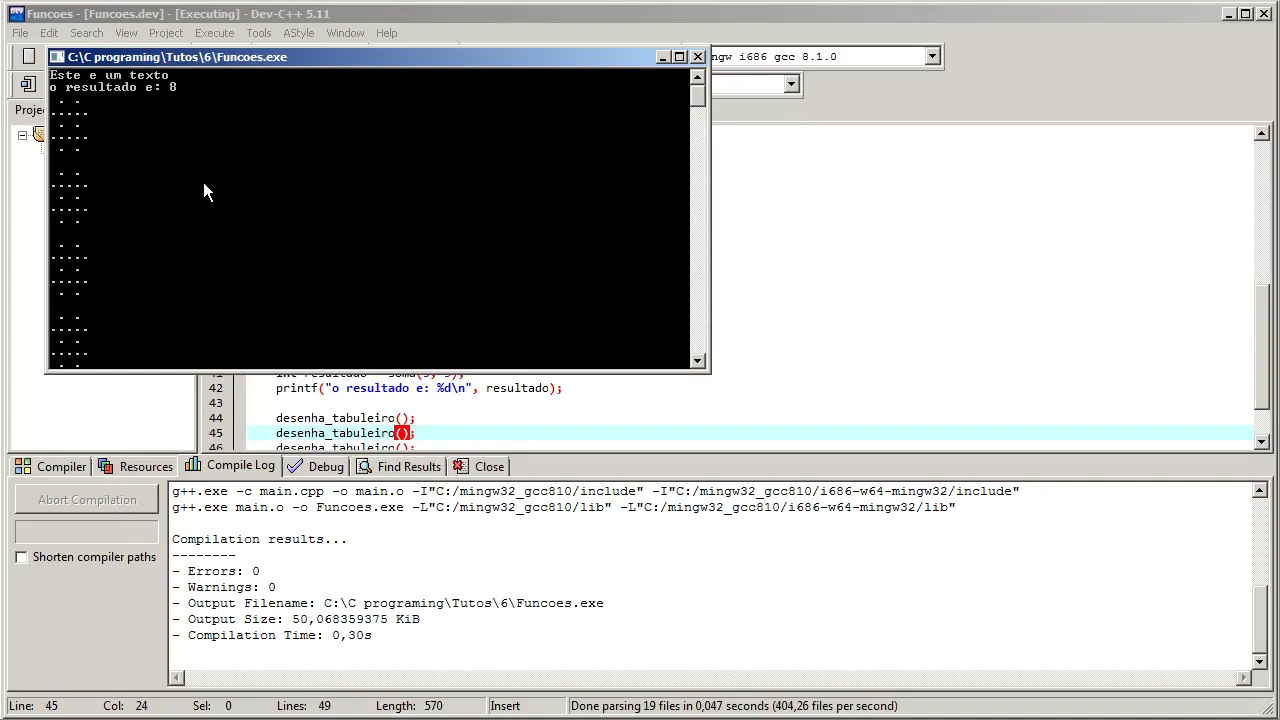 Funcoes - [Funcoes.dev] - [Executing] - Dev-C++ 5.11
File Edit Search View Project Execute Tools AStyle Window Help
C:\C programing\Tutos\6\Funcoes.exe
ngw i686 gcc 8.1.0
Este e um texto
o resultado e: 8
- -
-----
- -
-----
- -
- -
-----
- -
-----
- -
- -
-----
- -
-----
- -
- -
-----
- -
-----
- -
Projec
42 printf("o resultado e: %d\n", resultado);
43
44 desenha_tabuleiro();
45 desenha_tabuleiro();
46 desenha_tabuleiro();
Compiler Resources Compile Log Debug Find Results Close
Abort Compilation
Shorten compiler paths
g++.exe -c main.cpp -o main.o -I"C:/mingw32_gcc810/include" -I"C:/mingw32_gcc810/i686-w64-mingw32/include"
g++.exe main.o -o Funcoes.exe -L"C:/mingw32_gcc810/lib" -L"C:/mingw32_gcc810/i686-w64-mingw32/lib"
Compilation results...
--------
- Errors: 0
- Warnings: 0
- Output Filename: C:\C programing\Tutos\6\Funcoes.exe
- Output Size: 50,068359375 KiB
- Compilation Time: 0,30s
Line: 45 Col: 24 Sel: 0 Lines: 49 Length: 570 Insert Done parsing 19 files in 0,047 seconds (404,26 files per second)